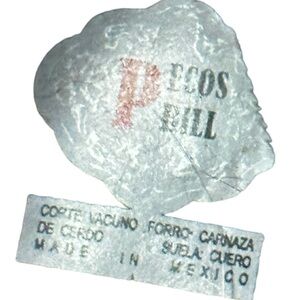 PECOS
BILL
CORTE VACUNO FORRO CARNAZA
DE CERDO SUELA: CUERO
MADE IN MEXICO